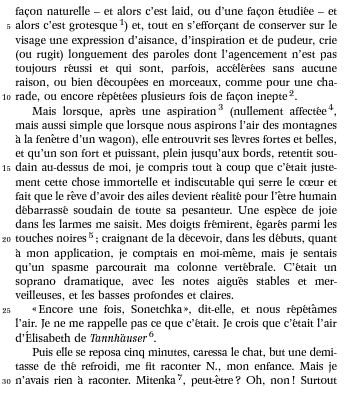 façon naturelle – et alors c'est laid, ou d'une façon étudiée – et
5 alors c'est grotesque 1) et, tout en s'efforçant de conserver sur le
visage une expression d'aisance, d'inspiration et de pudeur, crie
(ou rugit) longuement des paroles dont l'agencement n'est pas
toujours réussi et qui sont, parfois, accélérées sans aucune
raison, ou bien découpées en morceaux, comme pour une cha-
10 rade, ou encore répétées plusieurs fois de façon inepte 2.
Mais lorsque, après une aspiration 3 (nullement affectée 4,
mais aussi simple que lorsque nous aspirons l'air des montagnes
à la fenêtre d'un wagon), elle entrouvrit ses lèvres fortes et belles,
et qu'un son fort et puissant, plein jusqu'aux bords, retentit sou-
15 dain au-dessus de moi, je compris tout à coup que c'était juste-
ment cette chose immortelle et indiscutable qui serre le cœur et
fait que le rêve d'avoir des ailes devient réalité pour l'être humain
débarrassé soudain de toute sa pesanteur. Une espèce de joie
dans les larmes me saisit. Mes doigts frémirent, égarés parmi les
20 touches noires 5 ; craignant de la décevoir, dans les débuts, quant
à mon application, je comptais en moi-même, mais je sentais
qu'un spasme parcourait ma colonne vertébrale. C'était un
soprano dramatique, avec les notes aiguës stables et mer-
veilleuses, et les basses profondes et claires.
25 « Encore une fois, Sonetchka », dit-elle, et nous répétâmes
l'air. Je ne me rappelle pas ce que c'était. Je crois que c'était l'air
d'Élisabeth de Tannhäuser 6.
Puis elle se reposa cinq minutes, caressa le chat, but une demi-
tasse de thé refroidi, me fit raconter N., mon enfance. Mais je
30 n'avais rien à raconter. Mitenka 7, peut-être ? Oh, non ! Surtout